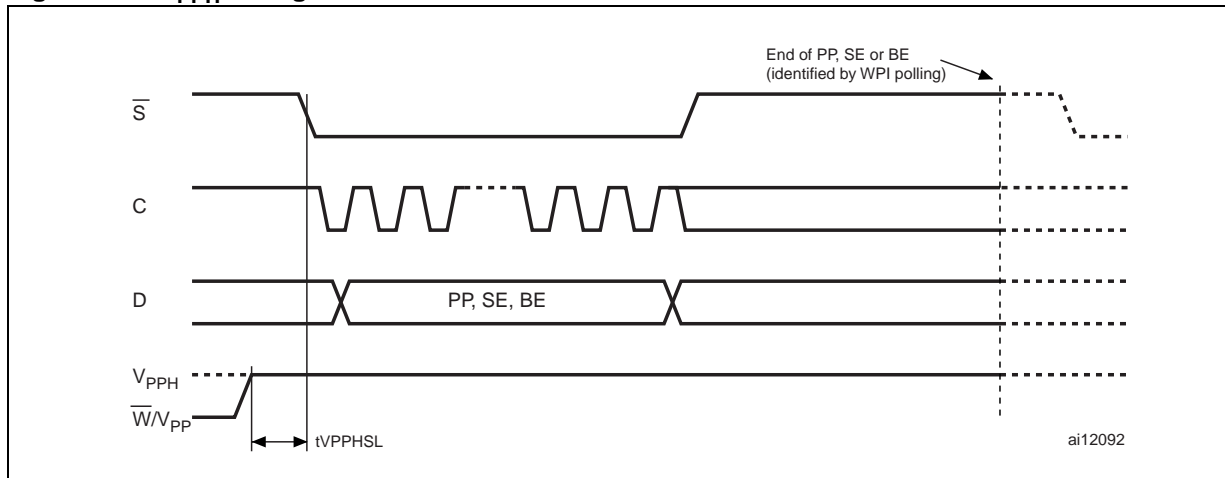 End of PP, SE or BE
(identified by WPI polling)
S̅
C
D
PP, SE, BE
VPPH
W̅/VPP
tVPPHSL
ai12092